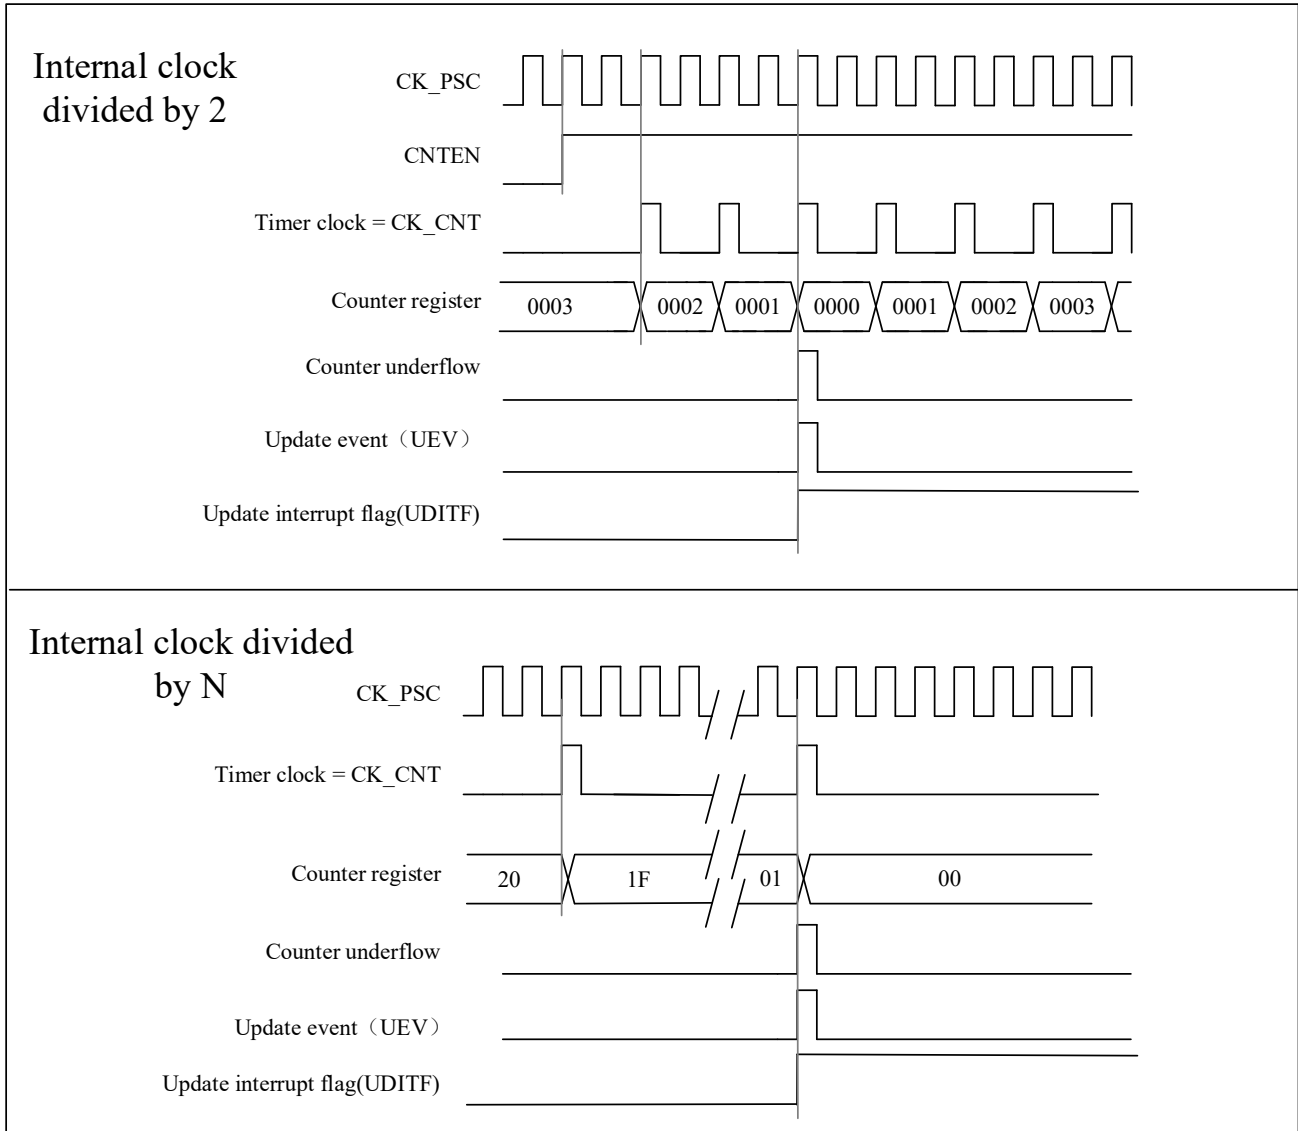 Internal clock
divided by 2
CK_PSC
CNTEN
Timer clock = CK_CNT
Counter register
0003 0002 0001 0000 0001 0002 0003
Counter underflow
Update event（UEV）
Update interrupt flag(UDITF)
Internal clock divided
by N
CK_PSC
Timer clock = CK_CNT
Counter register
20 1F 01 00
Counter underflow
Update event（UEV）
Update interrupt flag(UDITF)